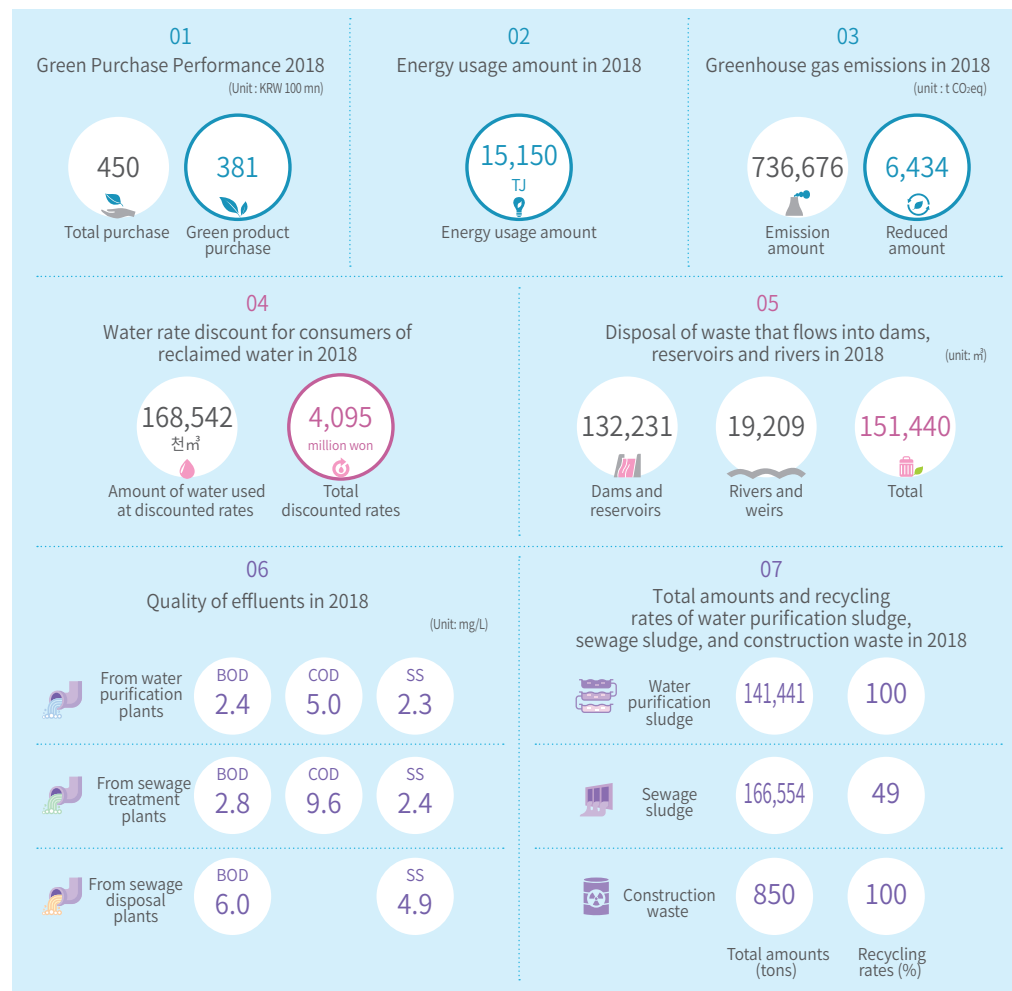 01
Green Purchase Performance 2018
(Unit : KRW 100 mn)
450
Total purchase
381
Green product
purchase
02
Energy usage amount in 2018
15,150
TJ
Energy usage amount
03
Greenhouse gas emissions in 2018
(unit : t CO₂eq)
736,676
Emission
amount
6,434
Reduced
amount
04
Water rate discount for consumers of
reclaimed water in 2018
168,542
천㎥
Amount of water used
at discounted rates
4,095
million won
Total
discounted rates
05
Disposal of waste that flows into dams,
reservoirs and rivers in 2018
(unit: ㎥)
132,231
Dams and
reservoirs
19,209
Rivers and
weirs
151,440
Total
06
Quality of effluents in 2018
(Unit: mg/L)
From water
purification
plants
BOD
2.4
COD
5.0
SS
2.3
From sewage
treatment
plants
BOD
2.8
COD
9.6
SS
2.4
From sewage
disposal
plants
BOD
6.0
SS
4.9
07
Total amounts and recycling
rates of water purification sludge,
sewage sludge, and construction waste in 2018
Water
purification
sludge
141,441
100
Sewage
sludge
166,554
49
Construction
waste
850
100
Total amounts
(tons)
Recycling
rates (%)